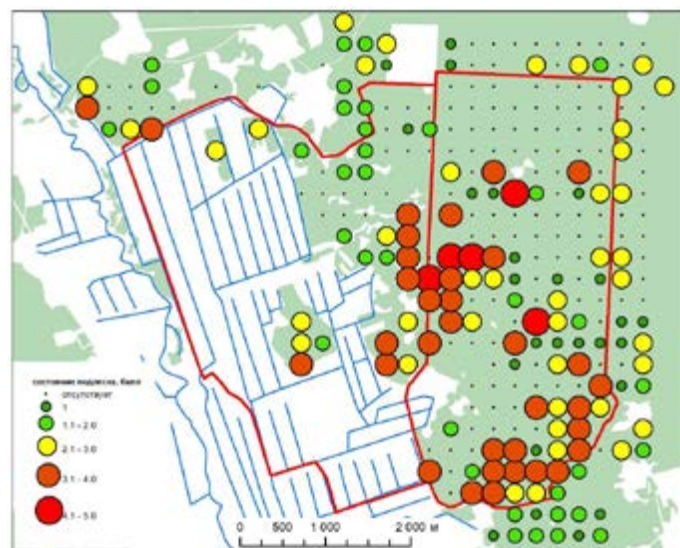 состояние подлеска, балл
отсутствует
1
1.1 - 2.0
2.1 - 3.0
3.1 - 4.0
4.1 - 5.0
0 500 1 000 2 000 м